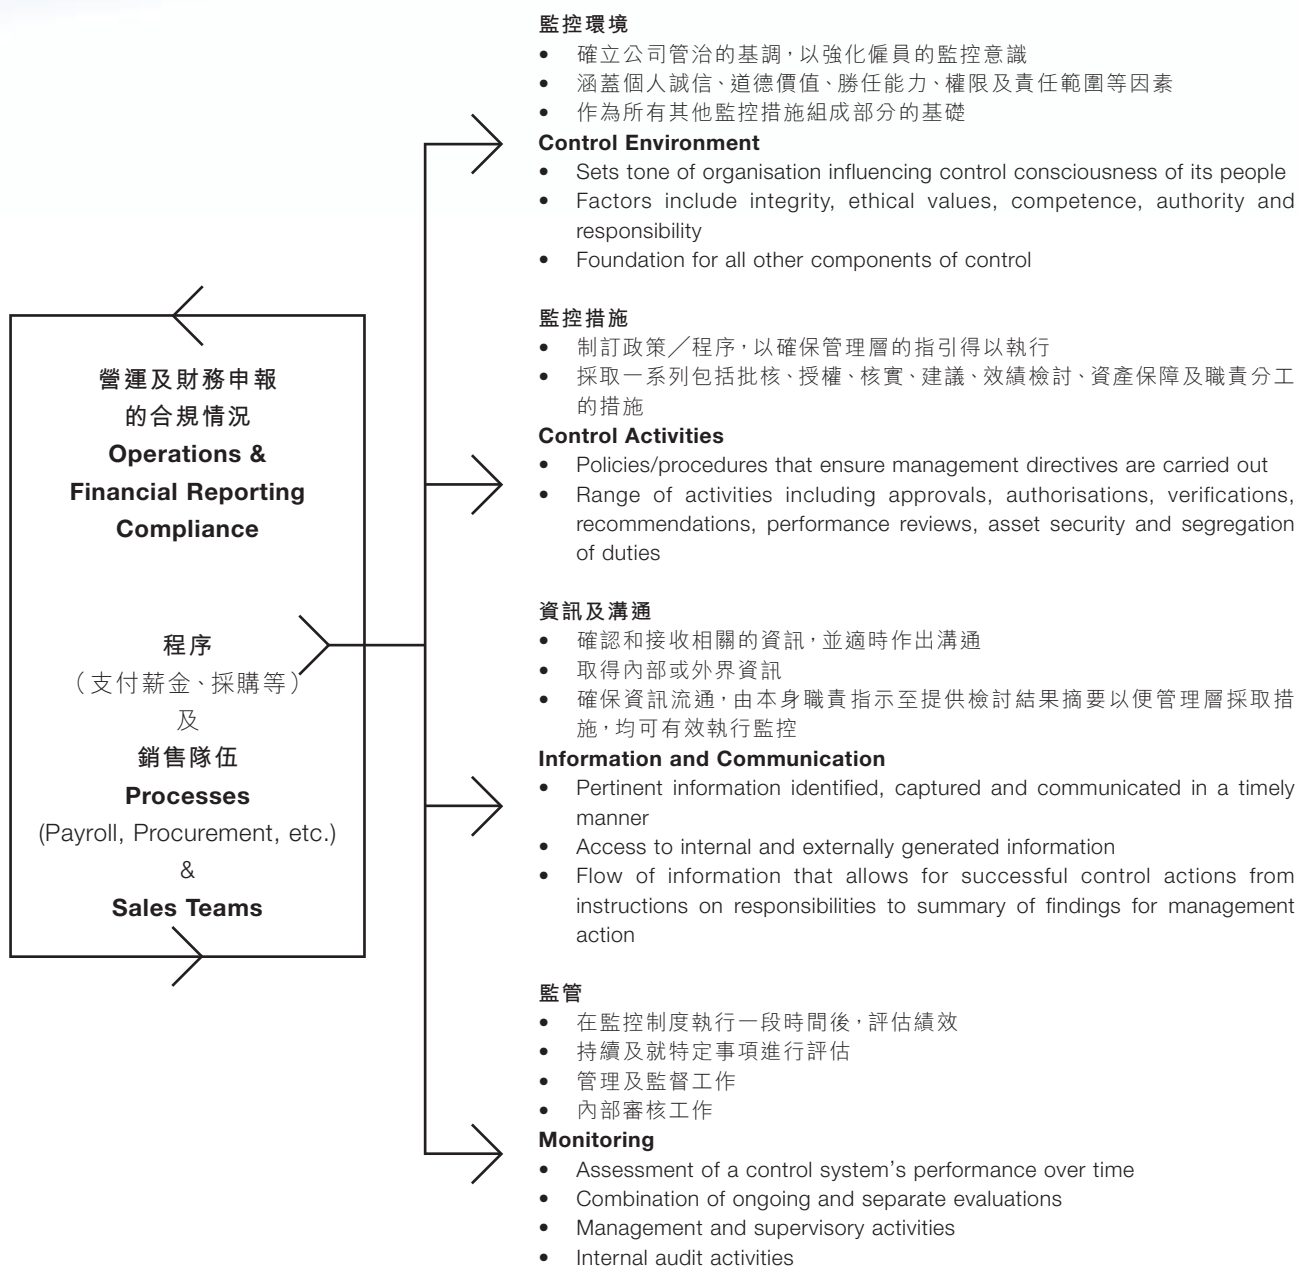 營運及財務申報
的合規情況
Operations &
Financial Reporting
Compliance
程序
（支付薪金、採購等）
及
銷售隊伍
Processes
(Payroll, Procurement, etc.)
&
Sales Teams
監控環境
• 確立公司管治的基調，以強化僱員的監控意識
• 涵蓋個人誠信、道德價值、勝任能力、權限及責任範圍等因素
• 作為所有其他監控措施組成部分的基礎
Control Environment
• Sets tone of organisation influencing control consciousness of its people
• Factors include integrity, ethical values, competence, authority and
responsibility
• Foundation for all other components of control
監控措施
• 制訂政策／程序，以確保管理層的指引得以執行
• 採取一系列包括批核、授權、核實、建議、效績檢討、資產保障及職責分工
的措施
Control Activities
• Policies/procedures that ensure management directives are carried out
• Range of activities including approvals, authorisations, verifications,
recommendations, performance reviews, asset security and segregation
of duties
資訊及溝通
• 確認和接收相關的資訊，並適時作出溝通
• 取得內部或外界資訊
• 確保資訊流通，由本身職責指示至提供檢討結果摘要以便管理層採取措
施，均可有效執行監控
Information and Communication
• Pertinent information identified, captured and communicated in a timely
manner
• Access to internal and externally generated information
• Flow of information that allows for successful control actions from
instructions on responsibilities to summary of findings for management
action
監管
• 在監控制度執行一段時間後，評估績效
• 持續及就特定事項進行評估
• 管理及監督工作
• 內部審核工作
Monitoring
• Assessment of a control system's performance over time
• Combination of ongoing and separate evaluations
• Management and supervisory activities
• Internal audit activities